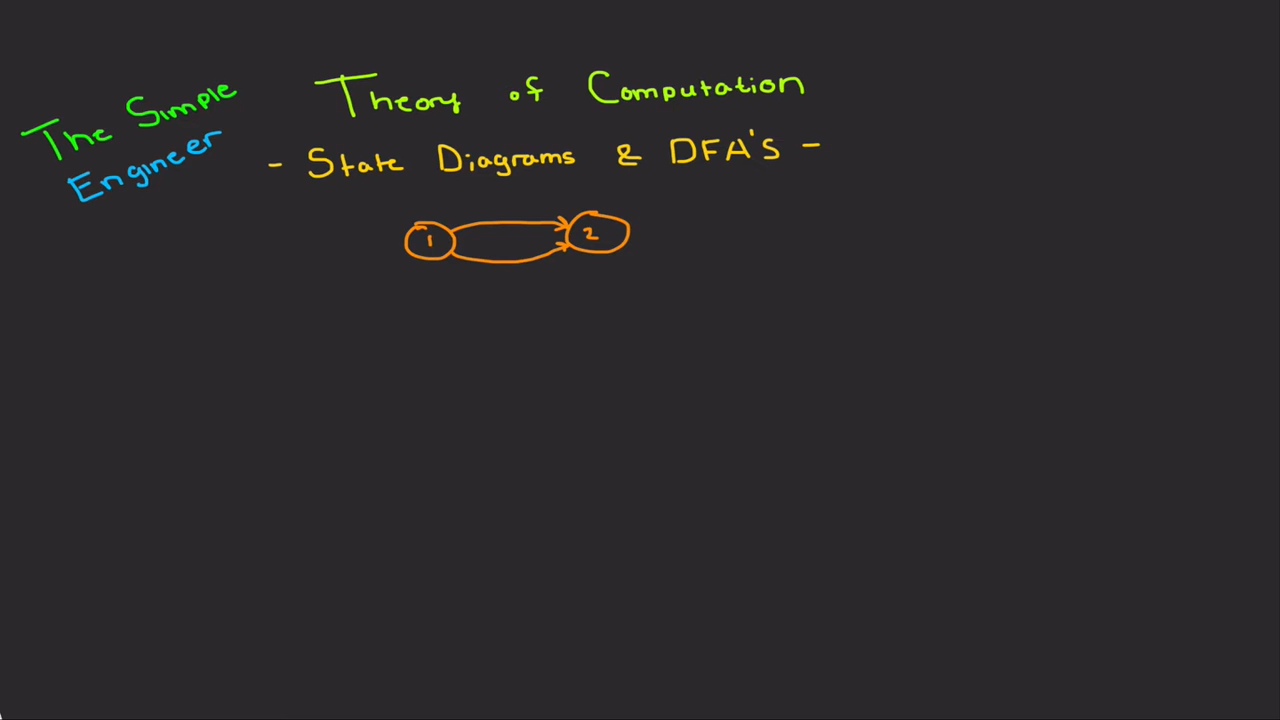 The Simple
Engineer
Theory of Computation
- State Diagrams & DFA's -
1 2